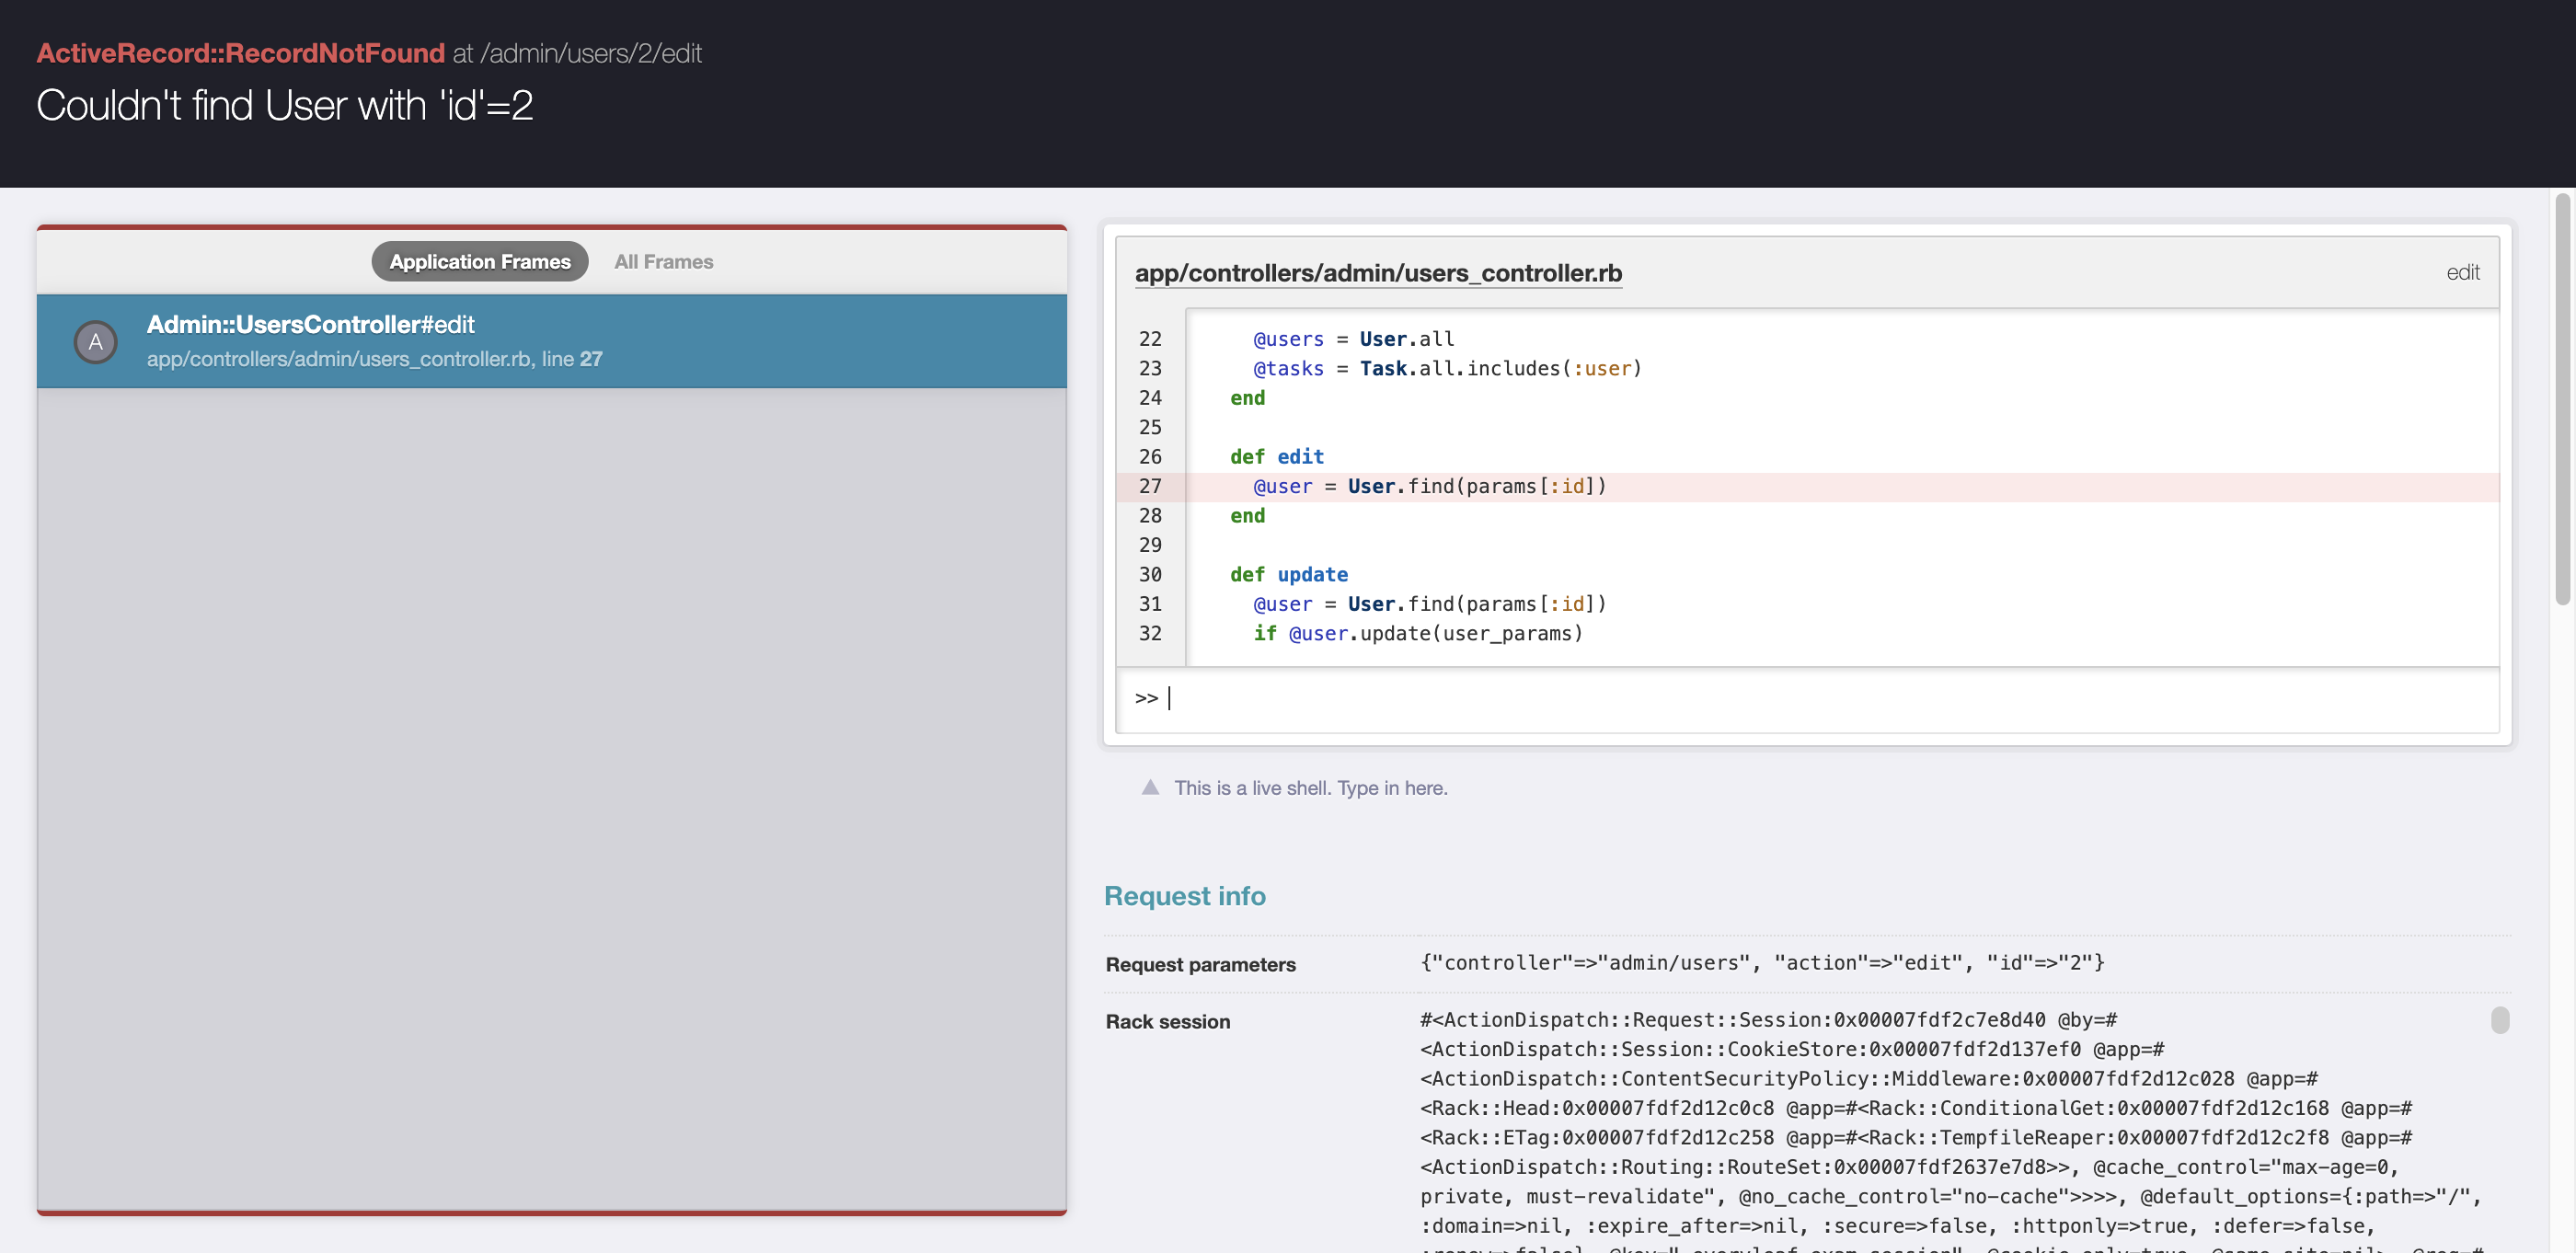 ActiveRecord::RecordNotFound at /admin/users/2/edit
Couldn't find User with 'id'=2
Application Frames All Frames
A
Admin::UsersController#edit
app/controllers/admin/users_controller.rb, line 27
app/controllers/admin/users_controller.rb edit
22 @users = User.all
23 @tasks = Task.all.includes(:user)
24 end
25
26 def edit
27 @user = User.find(params[:id])
28 end
29
30 def update
31 @user = User.find(params[:id])
32 if @user.update(user_params)
>>
This is a live shell. Type in here.
Request info
Request parameters {"controller"=>"admin/users", "action"=>"edit", "id"=>"2"}
Rack session #<ActionDispatch::Request::Session:0x00007fdf2c7e8d40 @by=#
<ActionDispatch::Session::CookieStore:0x00007fdf2d137ef0 @app=#
<ActionDispatch::ContentSecurityPolicy::Middleware:0x00007fdf2d12c028 @app=#
<Rack::Head:0x00007fdf2d12c0c8 @app=#<Rack::ConditionalGet:0x00007fdf2d12c168 @app=#
<Rack::ETag:0x00007fdf2d12c258 @app=#<Rack::TempfileReaper:0x00007fdf2d12c2f8 @app=#
<ActionDispatch::Routing::RouteSet:0x00007fdf2637e7d8>>, @cache_control="max-age=0,
private, must-revalidate", @no_cache_control="no-cache">>>>, @default_options={:path=>"/",
:domain=>nil, :expire_after=>nil, :secure=>false, :httponly=>true, :defer=>false,